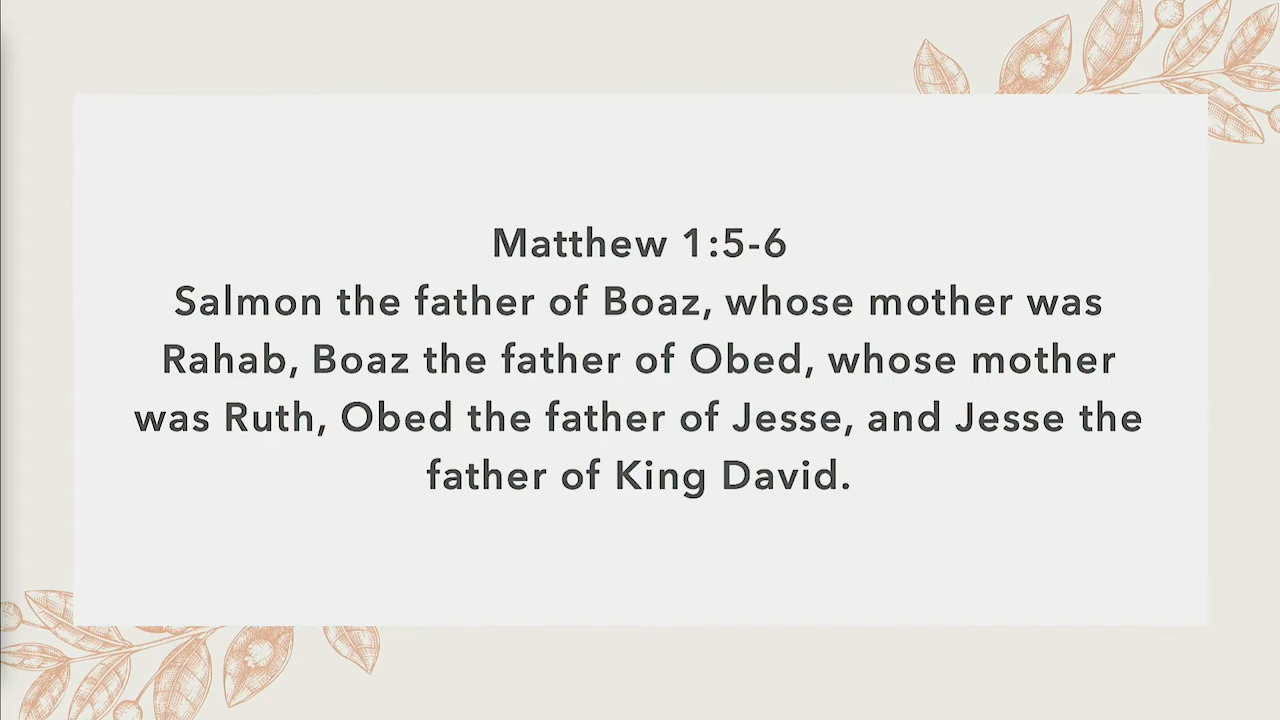 Matthew 1:5-6
Salmon the father of Boaz, whose mother was
Rahab, Boaz the father of Obed, whose mother
was Ruth, Obed the father of Jesse, and Jesse the
father of King David.